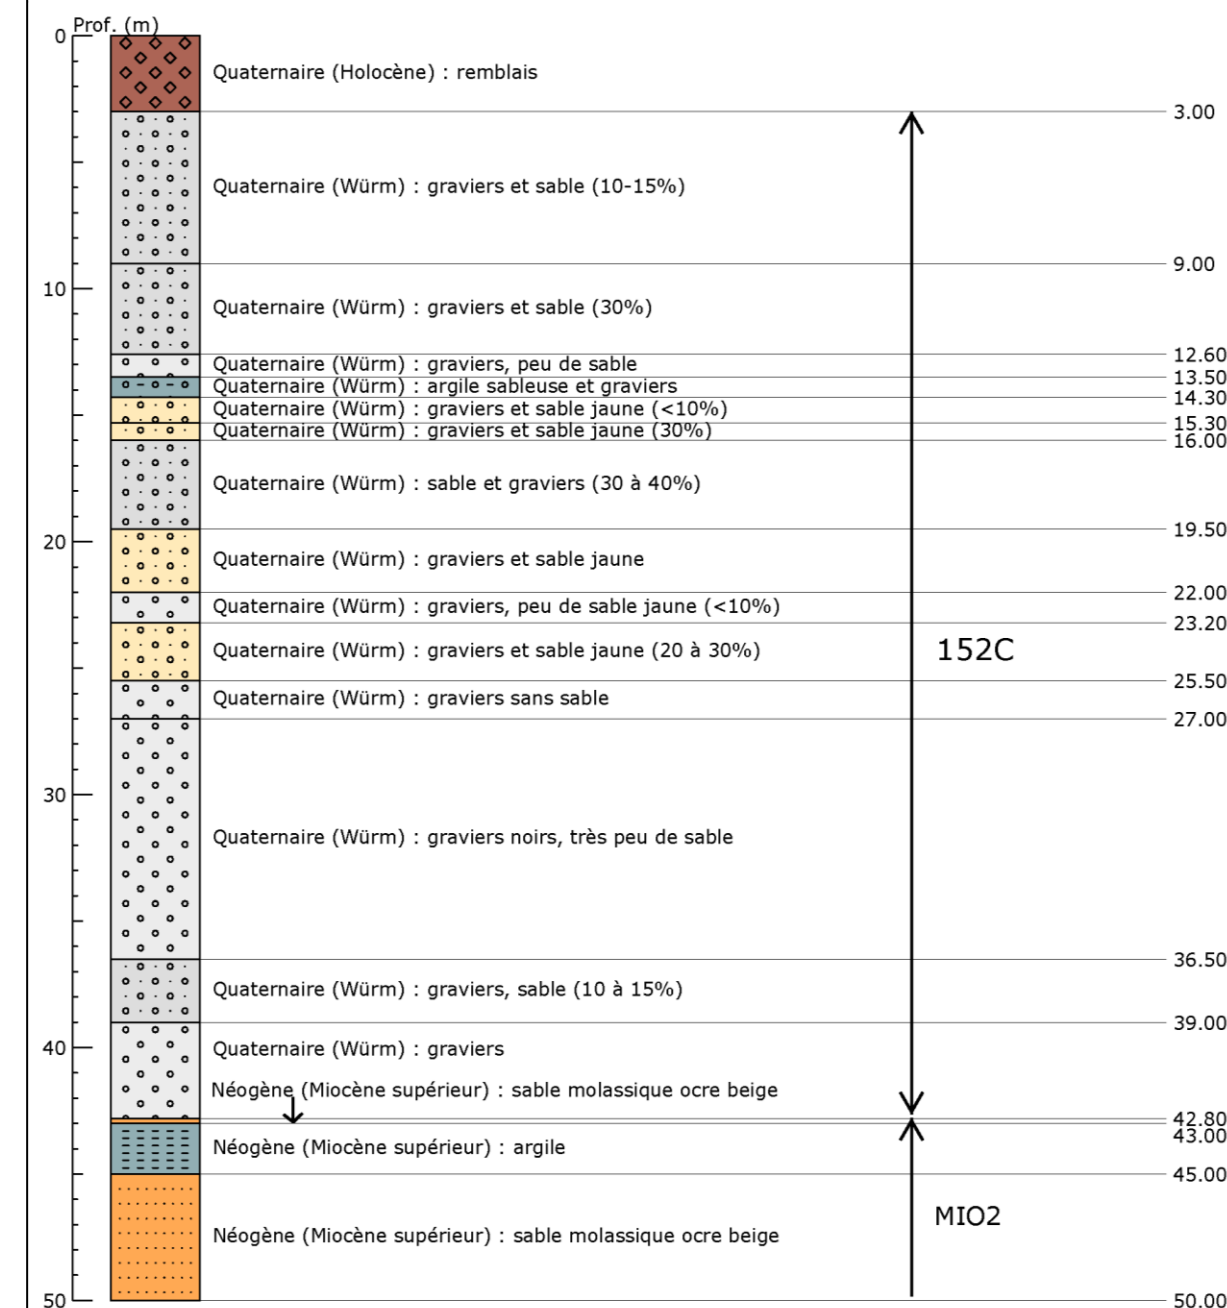 Prof. (m)
0
Quaternaire (Holocène) : remblais
3.00
Quaternaire (Würm) : graviers et sable (10-15%)
9.00
10
Quaternaire (Würm) : graviers et sable (30%)
12.60
Quaternaire (Würm) : graviers, peu de sable
13.50
Quaternaire (Würm) : argile sableuse et graviers
14.30
Quaternaire (Würm) : graviers et sable jaune (<10%)
15.30
Quaternaire (Würm) : graviers et sable jaune (30%)
16.00
Quaternaire (Würm) : sable et graviers (30 à 40%)
19.50
20
Quaternaire (Würm) : graviers et sable jaune
22.00
Quaternaire (Würm) : graviers, peu de sable jaune (<10%)
23.20
Quaternaire (Würm) : graviers et sable jaune (20 à 30%)
152C
25.50
Quaternaire (Würm) : graviers sans sable
27.00
30
Quaternaire (Würm) : graviers noirs, très peu de sable
36.50
Quaternaire (Würm) : graviers, sable (10 à 15%)
39.00
40
Quaternaire (Würm) : graviers
Néogène (Miocène supérieur) : sable molassique ocre beige
42.80
43.00
Néogène (Miocène supérieur) : argile
45.00
MIO2
Néogène (Miocène supérieur) : sable molassique ocre beige
50
50.00